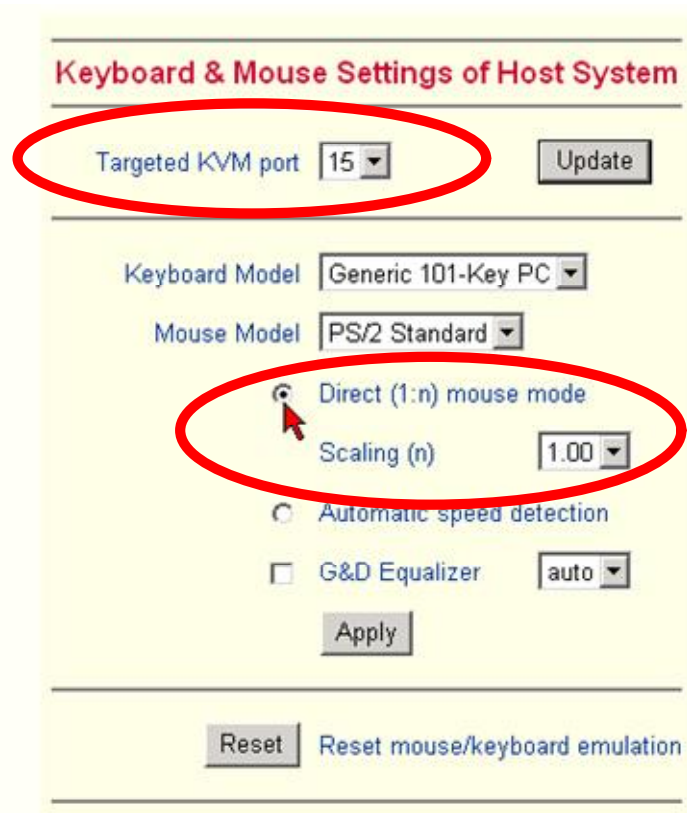 Keyboard & Mouse Settings of Host System
Targeted KVM port 15 Update
Keyboard Model Generic 101-Key PC
Mouse Model PS/2 Standard
Direct (1:n) mouse mode
Scaling (n) 1.00
Automatic speed detection
G&D Equalizer auto
Apply
Reset Reset mouse/keyboard emulation